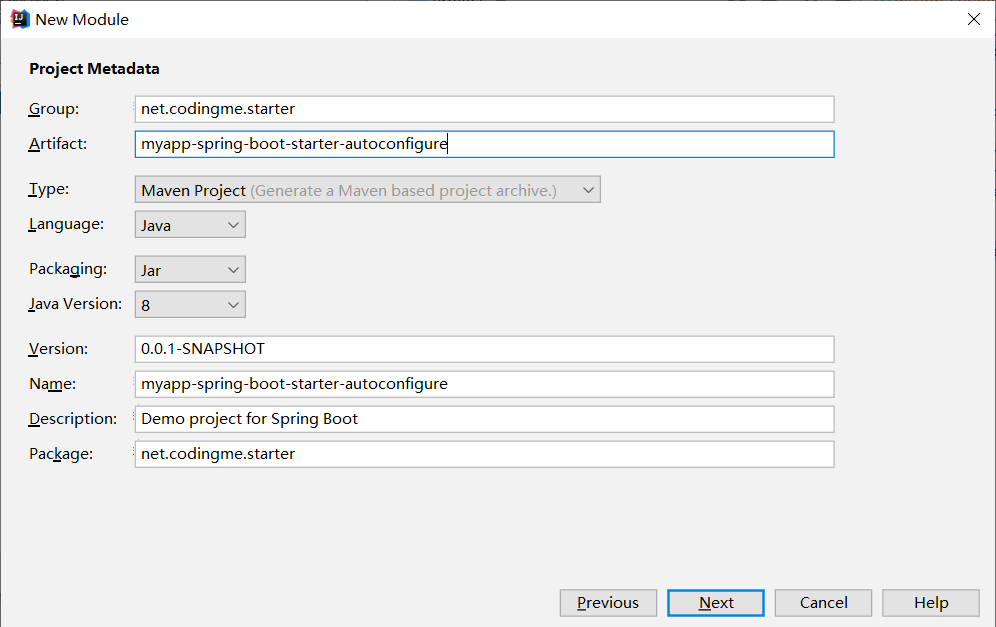 New Module
Project Metadata
Group: net.codingme.starter
Artifact: myapp-spring-boot-starter-autoconfigure
Type: Maven Project (Generate a Maven based project archive.)
Language: Java
Packaging: Jar
Java Version: 8
Version: 0.0.1-SNAPSHOT
Name: myapp-spring-boot-starter-autoconfigure
Description: Demo project for Spring Boot
Package: net.codingme.starter
Previous Next Cancel Help